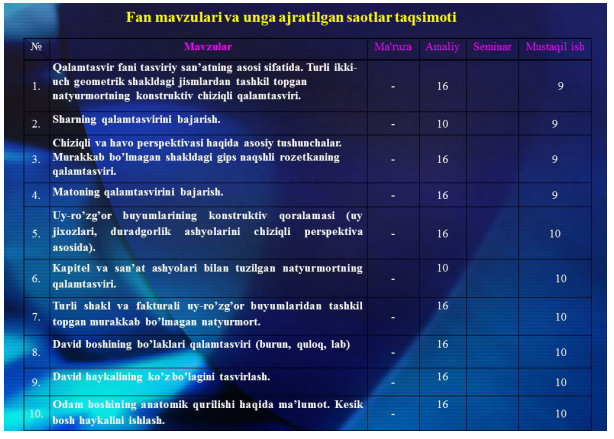 Fan mavzulari va unga ajratilgan saotlar taqsimoti
№ Mavzular Ma'ruza Amaliy Seminar Mustaqil ish
1. Qalamtasvir fani tasviriy san’atning asosi sifatida. Turli ikki-
uch geometrik shakldagi jismlardan tashkil topgan
natyurmortning konstruktiv chiziqli qalamtasviri. - 16 9
2. Sharning qalamtasvirini bajarish. - 10 9
3. Chiziqli va havo perspektivasi haqida asosiy tushunchalar.
Murakkab bo’lmagan shakldagi gips naqshli rozetkaning
qalamtasviri. - 16 9
4. Matoning qalamtasvirini bajarish. - 16 9
5. Uy-ro’zg’or buyumlarining konstruktiv qoralamasi (uy
jixozlari, duradgorlik ashyolarini chiziqli perspektiva
asosida). - 16 10
6. Kapitel va san’at ashyolari bilan tuzilgan natyurmortning
qalamtasviri. - 10 10
7. Turli shakl va fakturali uy-ro’zg’or buyumlaridan tashkil
topgan murakkab bo’lmagan natyurmort. - 16 10
8. David boshining bo’laklari qalamtasviri (burun, quloq, lab) - 16 10
9. David haykalining ko’z bo’lagini tasvirlash. - 16 10
10. Odam boshining anatomik qurilishi haqida ma’lumot. Kesik
bosh haykalini ishlash. - 16 10